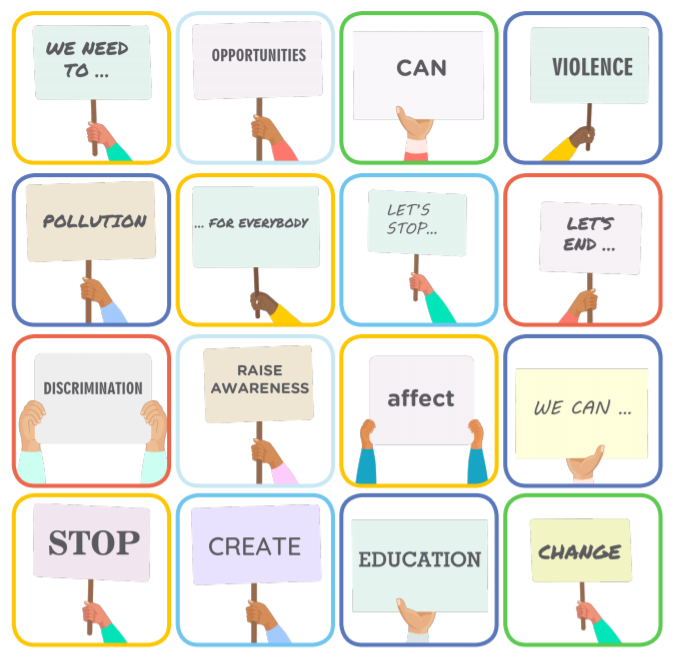 WE NEED
TO ...
OPPORTUNITIES
CAN
VIOLENCE
POLLUTION
... FOR EVERYBODY
LET'S
STOP...
LET'S
END ...
DISCRIMINATION
RAISE
AWARENESS
affect
WE CAN ...
STOP
CREATE
EDUCATION
CHANGE